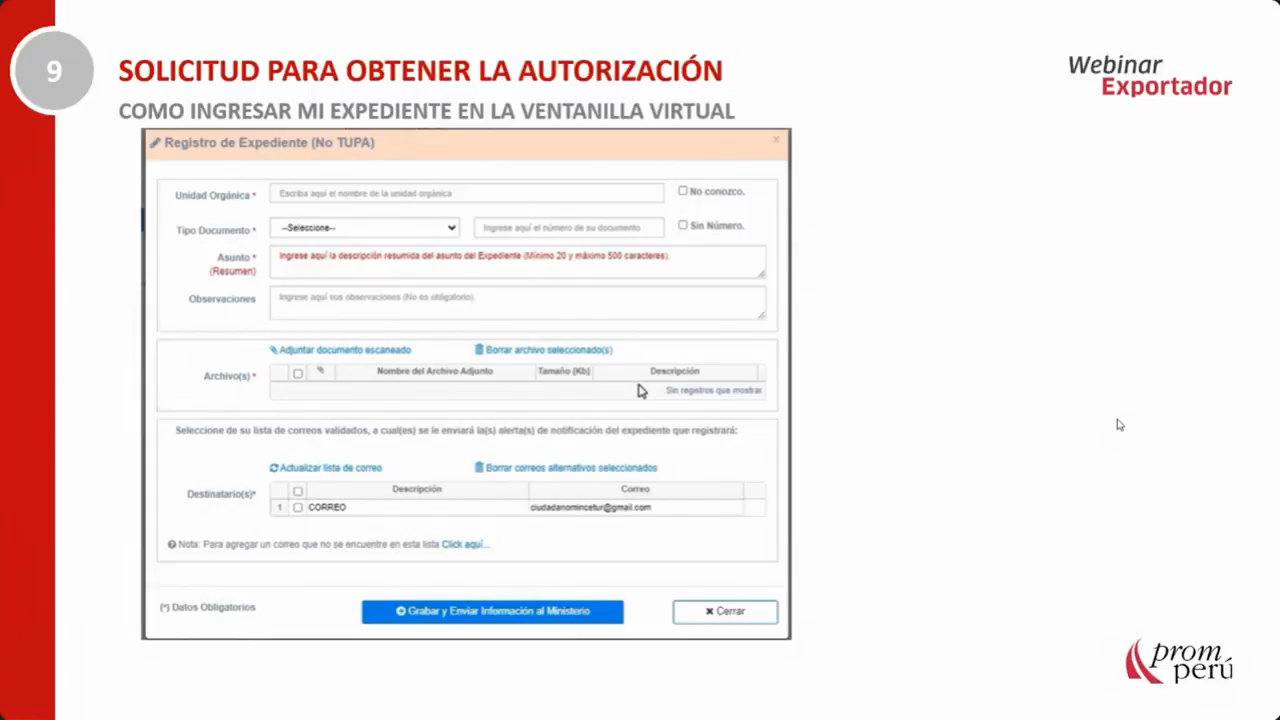 9
SOLICITUD PARA OBTENER LA AUTORIZACIÓN
COMO INGRESAR MI EXPEDIENTE EN LA VENTANILLA VIRTUAL
Webinar
Exportador
Registro de Expediente (No TUPA)
×
Unidad Orgánica * Escriba aquí el nombre de la unidad orgánica No conozco.
Tipo Documento * --Seleccione-- Ingrese aquí el número de su documento Sin Número.
Asunto * Ingrese aquí la descripción resumida del asunto del Expediente (Mínimo 20 y máximo 500 caracteres).
(Resumen)
Observaciones Ingrese aquí sus observaciones (No es obligatorio)
Adjuntar documento escaneado Borrar archivo seleccionado(s)
Archivo(s) * Nombre del Archivo Adjunto Tamaño (Kb) Descripción
Sin registros que mostrar
Seleccione de su lista de correos validados, a cual(es) se le enviará la(s) alerta(s) de notificación del expediente que registrará:
Actualizar lista de correo Borrar correos alternativos seleccionados
Destinatario(s)* Descripción Correo
1 CORREO ciudadanomincetur@gmail.com
Nota: Para agregar un correo que no se encuentre en esta lista Click aquí...
(*) Datos Obligatorios Grabar y Enviar Información al Ministerio Cerrar
prom
perú